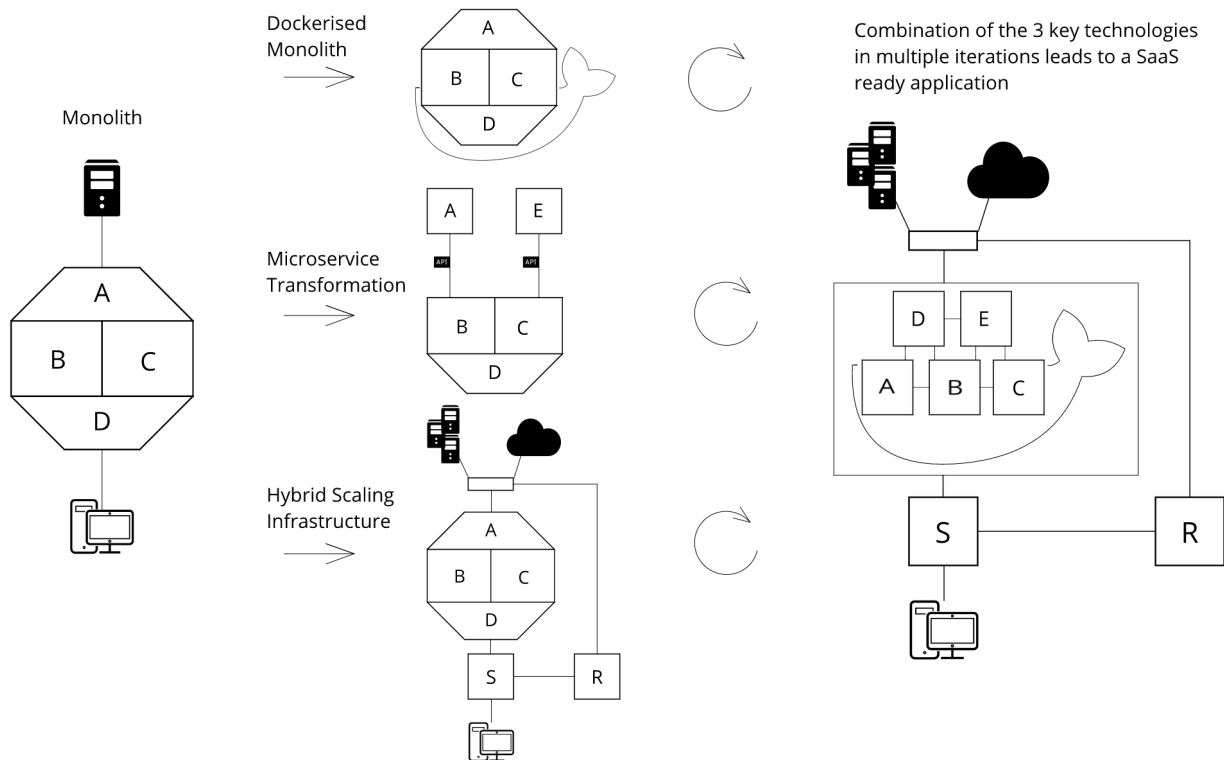 Monolith
A
B
C
D
Dockerised
Monolith
A
B
C
D
Microservice
Transformation
A
E
API
API
B
C
D
Hybrid Scaling
Infrastructure
A
B
C
D
S
R
Combination of the 3 key technologies
in multiple iterations leads to a SaaS
ready application
D
E
A
B
C
S
R